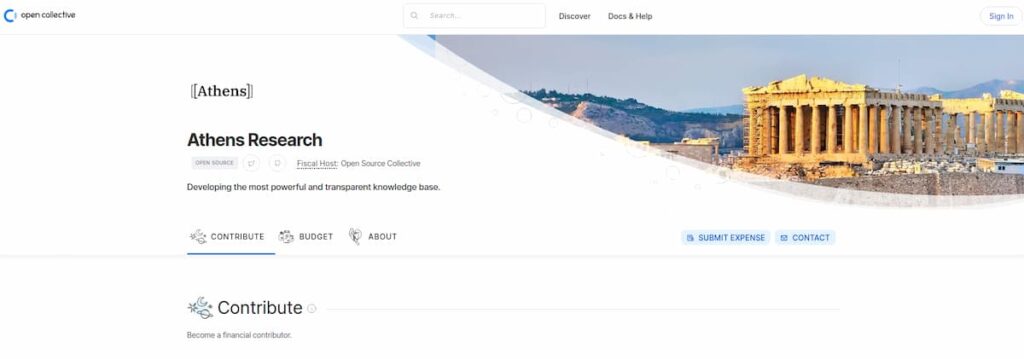 open collective
Search...
Discover
Docs & Help
Sign In
[[Athens]]
Athens Research
OPEN SOURCE
Fiscal Host: Open Source Collective
Developing the most powerful and transparent knowledge base.
CONTRIBUTE
BUDGET
ABOUT
SUBMIT EXPENSE
CONTACT
Contribute
Become a financial contributor.